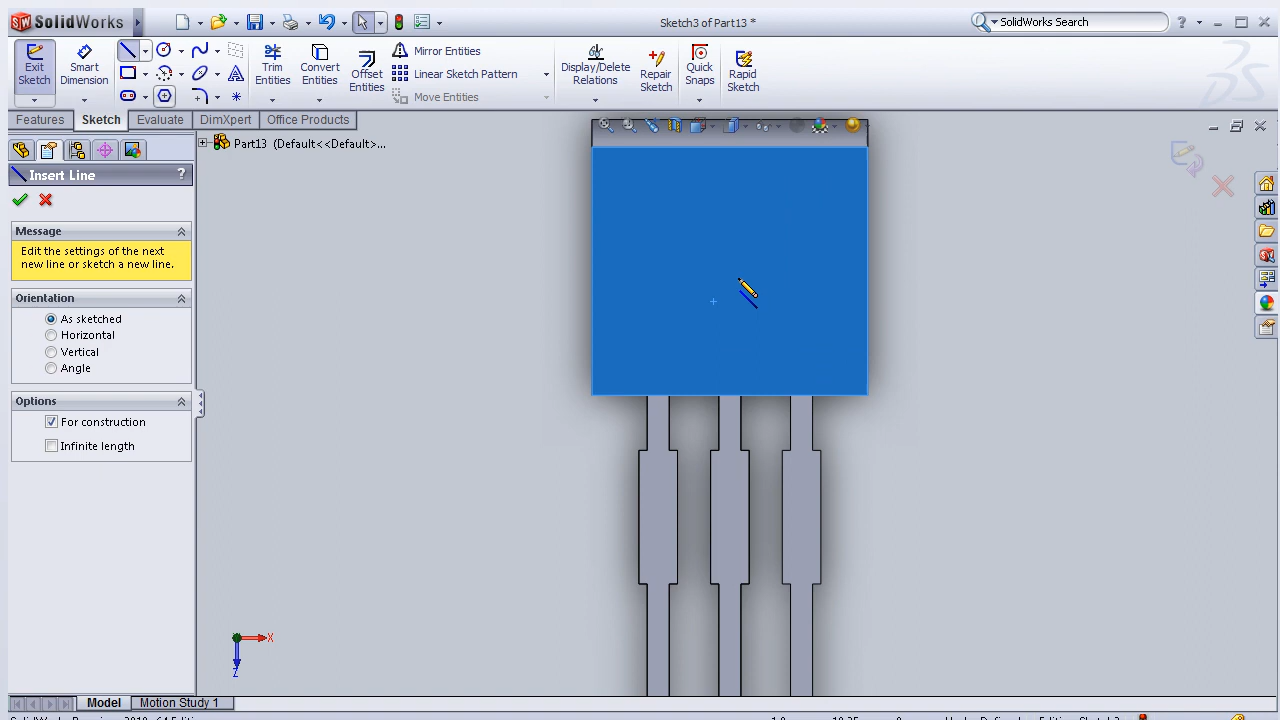 SolidWorks
Sketch3 of Part13 *
SolidWorks Search
?
Exit Sketch
Smart Dimension
Trim Entities
Convert Entities
Offset Entities
Mirror Entities
Linear Sketch Pattern
Move Entities
Display/Delete Relations
Repair Sketch
Quick Snaps
Rapid Sketch
Features
Sketch
Evaluate
DimXpert
Office Products
Part13 (Default<<Default>...
Insert Line
?
Message
Edit the settings of the next
new line or sketch a new line.
Orientation
As sketched
Horizontal
Vertical
Angle
Options
For construction
Infinite length
X
Z
Model
Motion Study 1